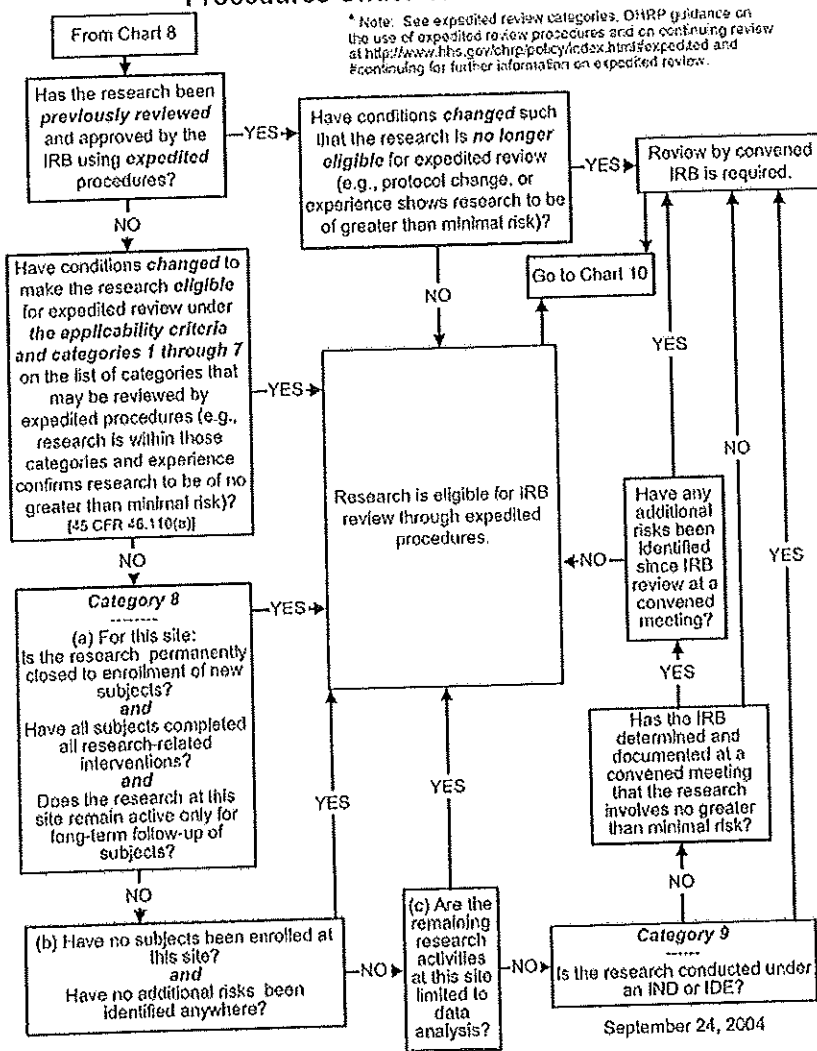 * Note: See expedited review categories, OHRP guidance on
the use of expedited review procedures and on continuing review
at http://www.hhs.gov/ohrp/policy/index.html#expedited and
#continuing for further information on expedited review.
From Chart 8
Has the research been
previously reviewed
and approved by the
IRB using expedited
procedures?
YES
Have conditions changed such
that the research is no longer
eligible for expedited review
(e.g., protocol change, or
experience shows research to be
of greater than minimal risk)?
YES
Review by convened
IRB is required.
NO
Have conditions changed to
make the research eligible
for expedited review under
the applicability criteria
and categories 1 through 7
on the list of categories that
may be reviewed by
expedited procedures (e.g.,
research is within those
categories and experience
confirms research to be of no
greater than minimal risk)?
[45 CFR 46.110(a)]
NO
Go to Chart 10
YES
Research is eligible for IRB
review through expedited
procedures.
YES
NO
YES
NO
Have any
additional
risks been
identified
since IRB
review at a
convened
meeting?
NO
Category 8
--------
(a) For this site:
Is the research permanently
closed to enrollment of new
subjects?
and
Have all subjects completed
all research-related
interventions?
and
Does the research at this
site remain active only for
long-term follow-up of
subjects?
YES
YES
Has the IRB
determined and
documented at a
convened meeting
that the research
involves no greater
than minimal risk?
YES
YES
NO
NO
(b) Have no subjects been enrolled at
this site?
and
Have no additional risks been
identified anywhere?
NO
(c) Are the
remaining
research
activities
at this site
limited to
data
analysis?
NO
Category 9
------
Is the research conducted under
an IND or IDE?
September 24, 2004